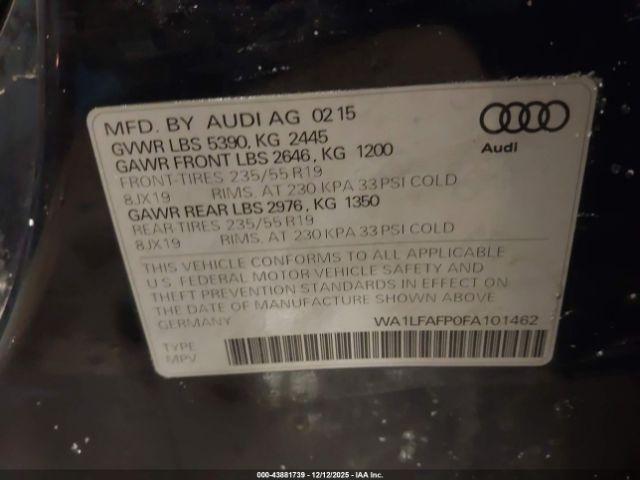 MFD. BY AUDI AG 02 15
GVWR LBS 5390, KG 2445
GAWR FRONT LBS 2646, KG 1200
FRONT-TIRES 235/55 R19
8JX19 RIMS, AT 230 KPA 33 PSI COLD
GAWR REAR LBS 2976, KG 1350
REAR-TIRES 235/55 R19
8JX19 RIMS, AT 230 KPA 33 PSI COLD
Audi
THIS VEHICLE CONFORMS TO ALL APPLICABLE
U.S. FEDERAL MOTOR VEHICLE SAFETY AND
THEFT PREVENTION STANDARDS IN EFFECT ON
THE DATE OF MANUFACTURE SHOWN ABOVE.
GERMANY WA1LFAFP0FA101462
TYPE
MPV
000-43881739 - 12/12/2025 - IAA Inc.